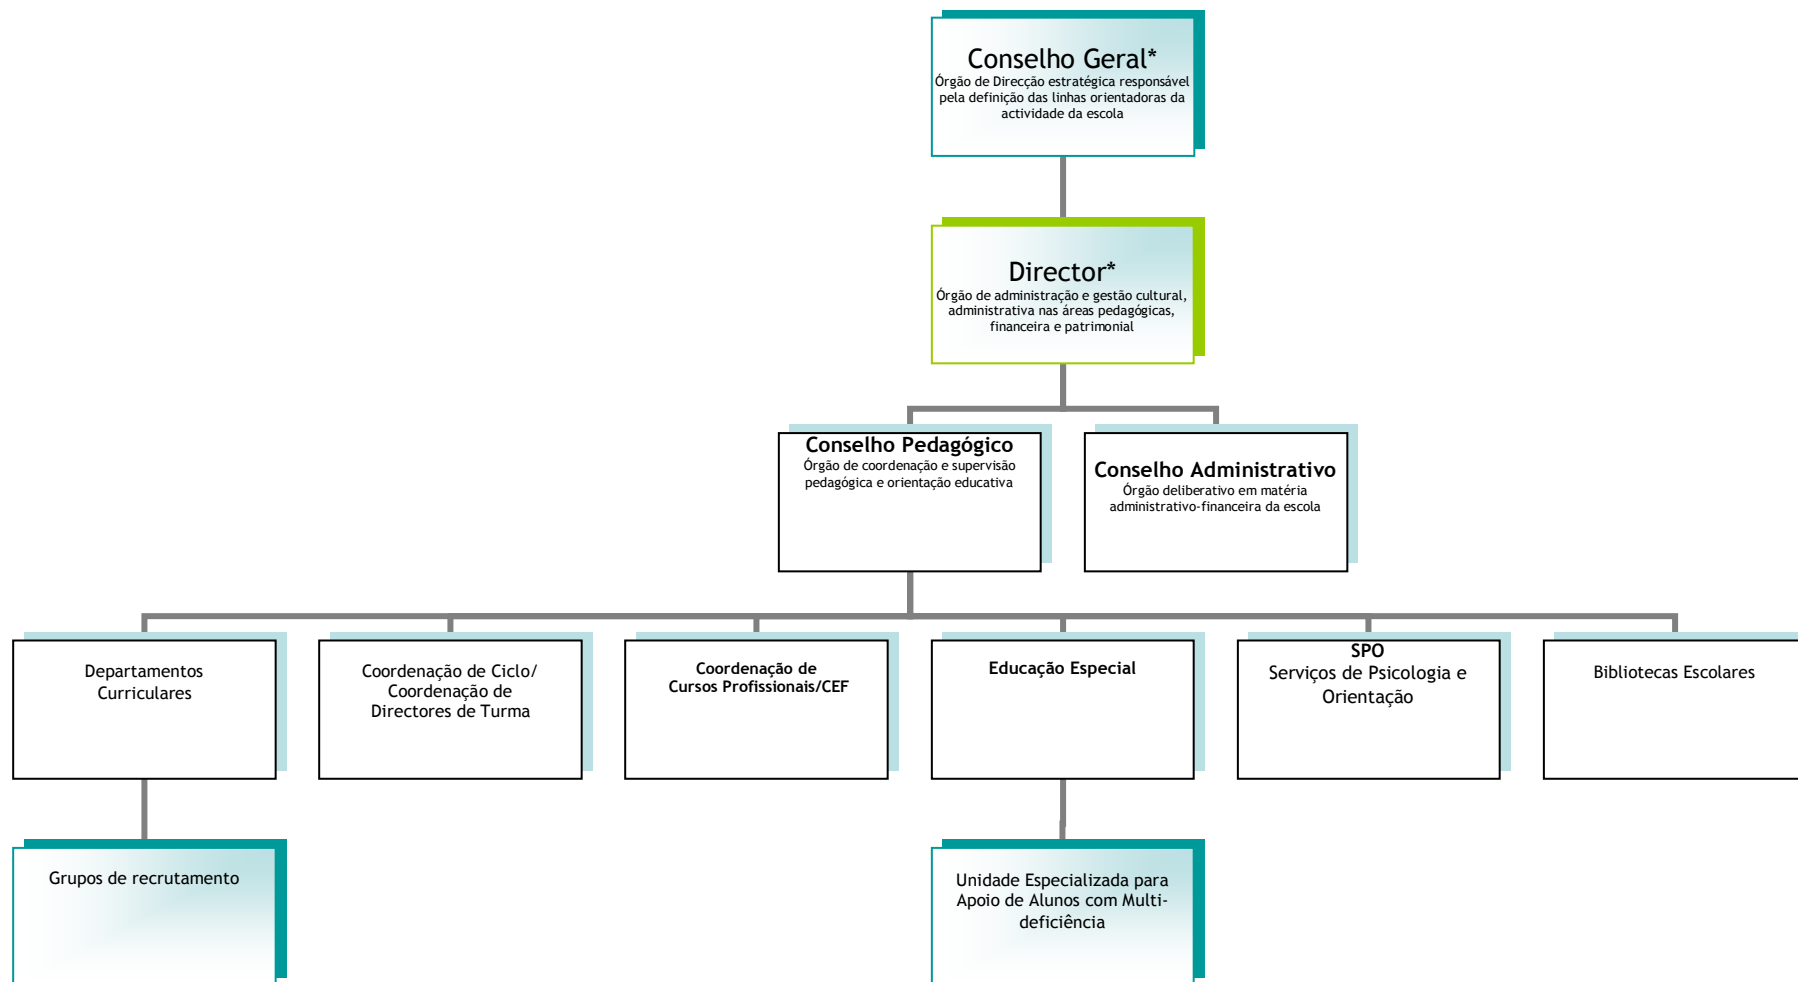 Conselho Geral*
Órgão de Direcção estratégica responsável
pela definição das linhas orientadoras da
actividade da escola
Director*
Órgão de administração e gestão cultural,
administrativa nas áreas pedagógicas,
financeira e patrimonial
Conselho Pedagógico
Órgão de coordenação e supervisão
pedagógica e orientação educativa
Conselho Administrativo
Órgão deliberativo em matéria
administrativo-financeira da escola
Departamentos
Curriculares
Coordenação de Ciclo/
Coordenação de
Directores de Turma
Coordenação de
Cursos Profissionais/CEF
Educação Especial
SPO
Serviços de Psicologia e
Orientação
Bibliotecas Escolares
Grupos de recrutamento
Unidade Especializada para
Apoio de Alunos com Multi-
deficiência